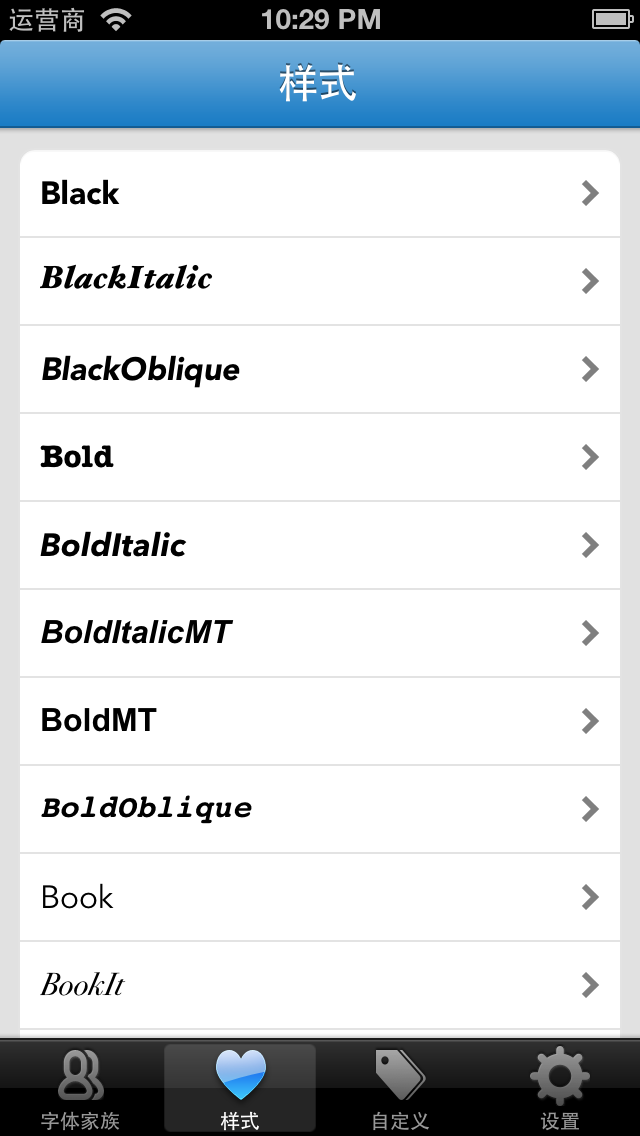 运营商 10:29 PM
样式
Black
BlackItalic
BlackOblique
Bold
BoldItalic
BoldItalicMT
BoldMT
BoldOblique
Book
BookIt
字体家族 样式 自定义 设置